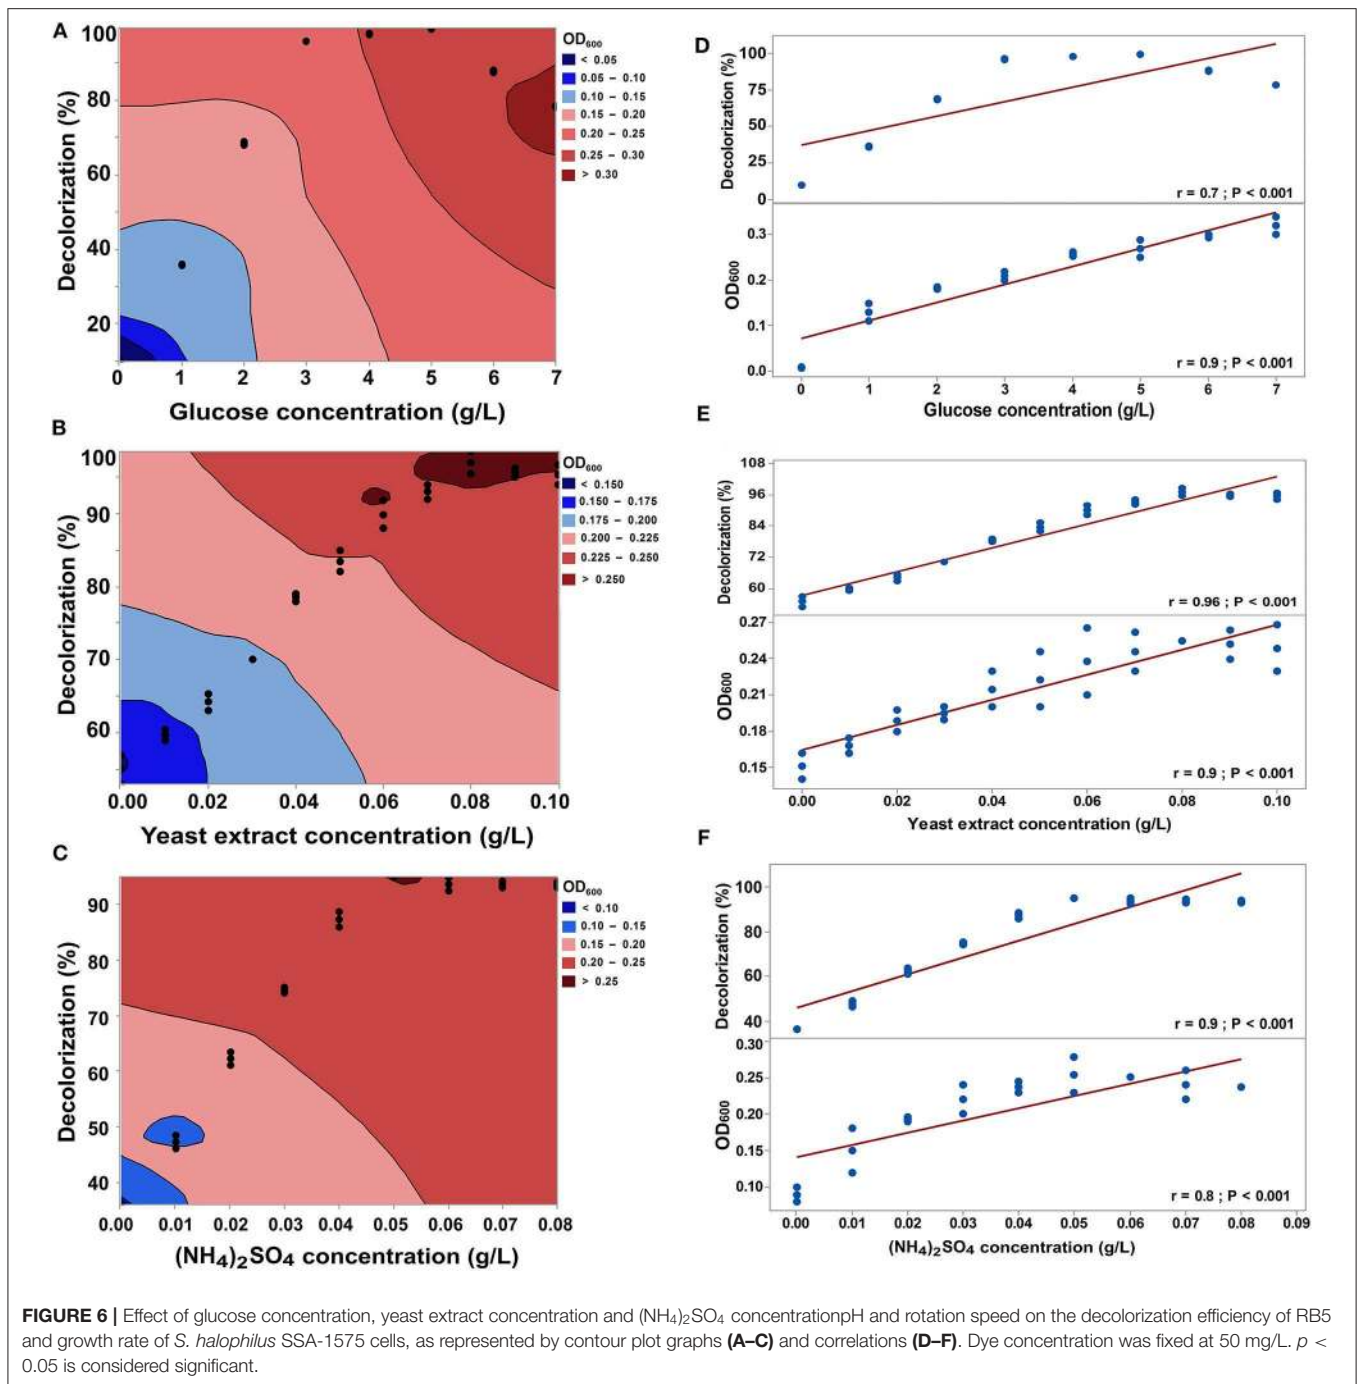 A
100
80
60
40
20
0 1 2 3 4 5 6 7
Decolorization (%)
Glucose concentration (g/L)
OD600
< 0.05
0.05 – 0.10
0.10 – 0.15
0.15 – 0.20
0.20 – 0.25
0.25 – 0.30
> 0.30
D
100
75
50
25
0
Decolorization (%)
r = 0.7 ; P < 0.001
0.3
0.2
0.1
0.0
OD600
r = 0.9 ; P < 0.001
0 1 2 3 4 5 6 7
Glucose concentration (g/L)
B
100
90
80
70
60
0.00 0.02 0.04 0.06 0.08 0.10
Decolorization (%)
Yeast extract concentration (g/L)
OD600
< 0.150
0.150 – 0.175
0.175 – 0.200
0.200 – 0.225
0.225 – 0.250
> 0.250
E
108
96
84
72
60
Decolorization (%)
r = 0.96 ; P < 0.001
0.27
0.24
0.21
0.18
0.15
OD600
r = 0.9 ; P < 0.001
0.00 0.02 0.04 0.06 0.08 0.10
Yeast extract concentration (g/L)
C
90
80
70
60
50
40
0.00 0.01 0.02 0.03 0.04 0.05 0.06 0.07 0.08
Decolorization (%)
(NH4)2SO4 concentration (g/L)
OD600
< 0.10
0.10 – 0.15
0.15 – 0.20
0.20 – 0.25
> 0.25
F
100
80
60
40
Decolorization (%)
r = 0.9 ; P < 0.001
0.30
0.25
0.20
0.15
0.10
OD600
r = 0.8 ; P < 0.001
0.00 0.01 0.02 0.03 0.04 0.05 0.06 0.07 0.08 0.09
(NH4)2SO4 concentration (g/L)
FIGURE 6 | Effect of glucose concentration, yeast extract concentration and (NH4)2SO4 concentrationpH and rotation speed on the decolorization efficiency of RB5
and growth rate of S. halophilus SSA-1575 cells, as represented by contour plot graphs (A–C) and correlations (D–F). Dye concentration was fixed at 50 mg/L. p <
0.05 is considered significant.